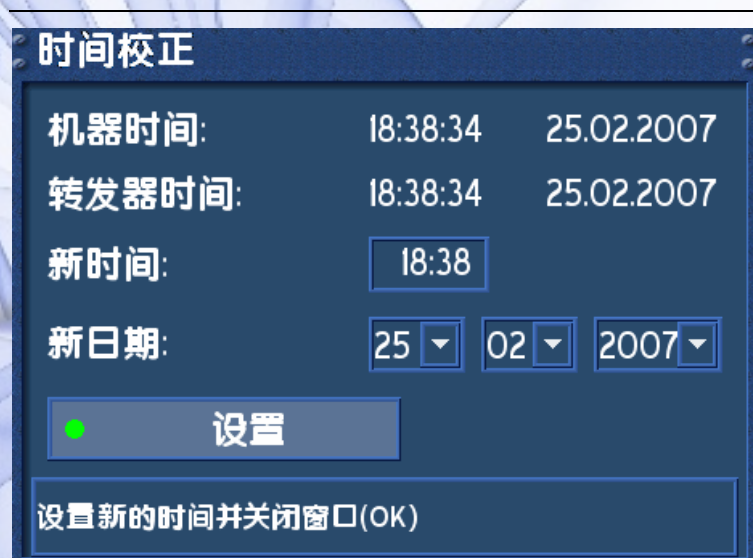 时间校正
机器时间: 18:38:34 25.02.2007
转发器时间: 18:38:34 25.02.2007
新时间: 18:38
新日期: 25 02 2007
设置
设置新的时间并关闭窗口(OK)